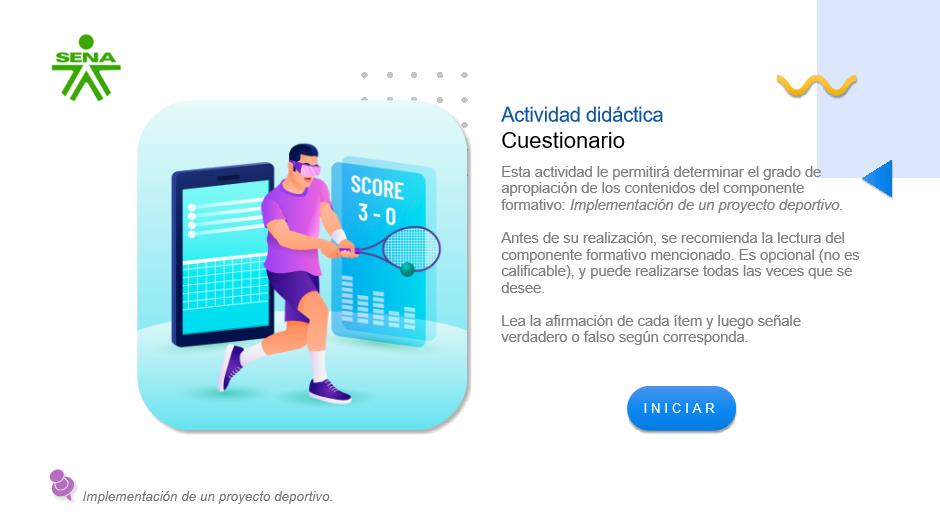 SENA
SCORE
3 - 0
Actividad didáctica
Cuestionario
Esta actividad le permitirá determinar el grado de
apropiación de los contenidos del componente
formativo: Implementación de un proyecto deportivo.
Antes de su realización, se recomienda la lectura del
componente formativo mencionado. Es opcional (no es
calificable), y puede realizarse todas las veces que se
desee.
Lea la afirmación de cada ítem y luego señale
verdadero o falso según corresponda.
INICIAR
Implementación de un proyecto deportivo.